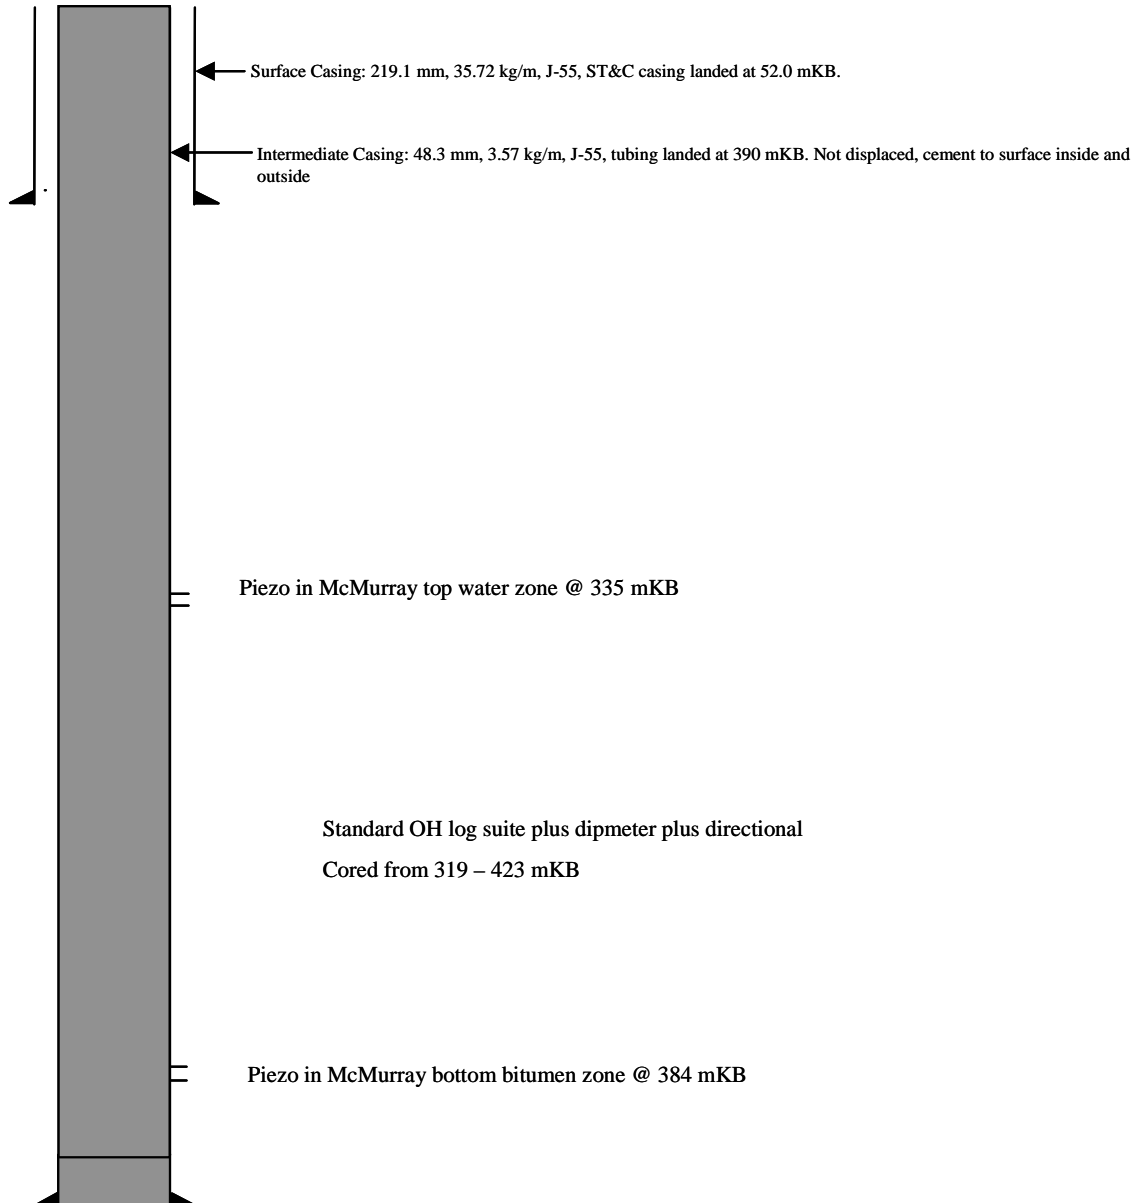 Surface Casing: 219.1 mm, 35.72 kg/m, J-55, ST&C casing landed at 52.0 mKB.
Intermediate Casing: 48.3 mm, 3.57 kg/m, J-55, tubing landed at 390 mKB. Not displaced, cement to surface inside and
outside
Piezo in McMurray top water zone @ 335 mKB
Standard OH log suite plus dipmeter plus directional
Cored from 319 – 423 mKB
Piezo in McMurray bottom bitumen zone @ 384 mKB